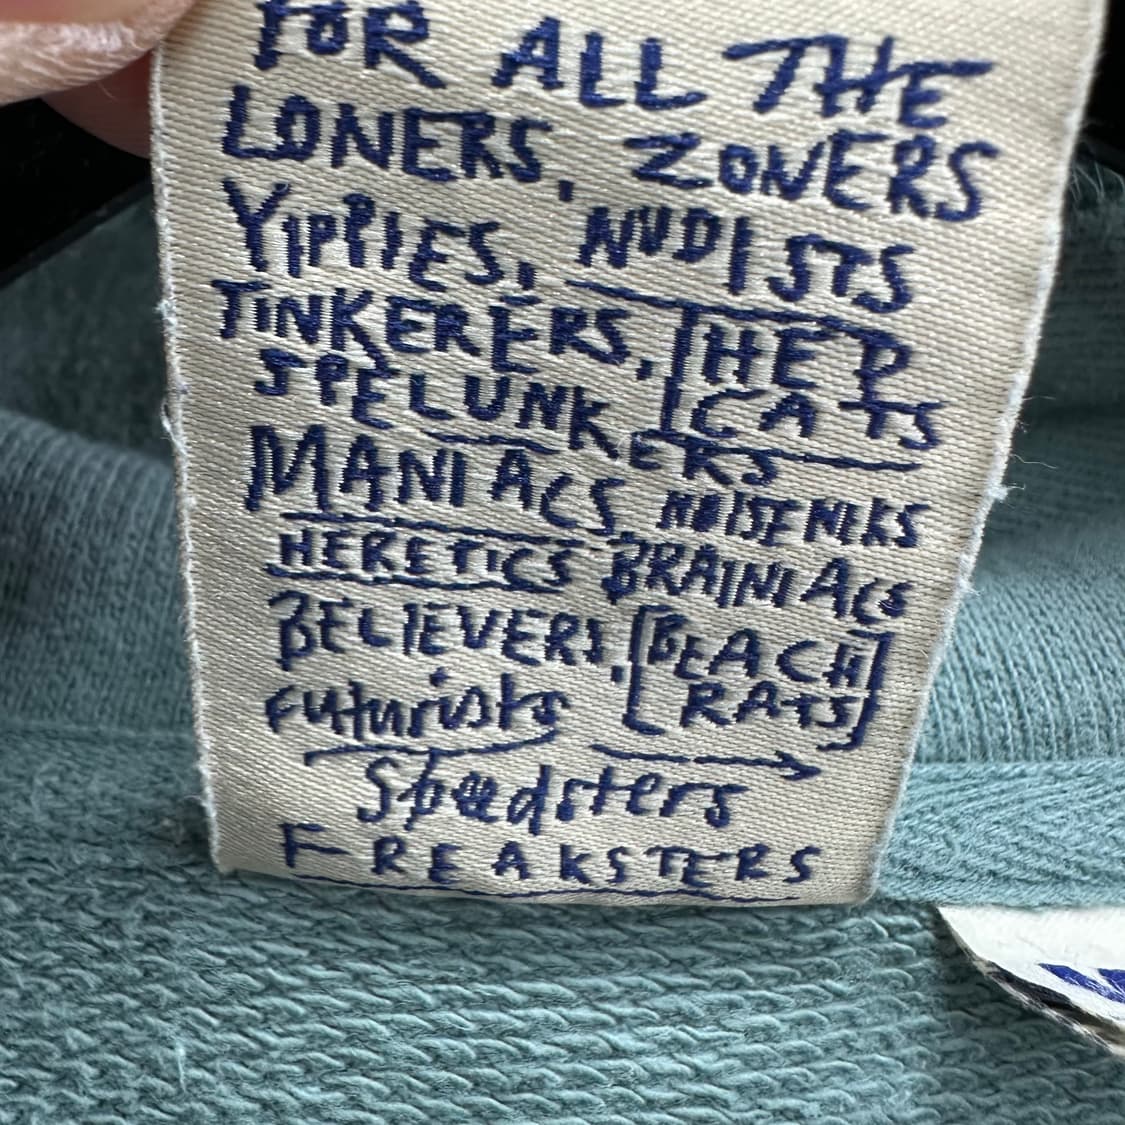 FOR ALL THE
LONERS, ZONERS
YIPPIES, NUDISTS
TINKERERS, [HEP
CATS
SPELUNKERS
MANIACS, NOISENIKS
HERETICS BRAINIACS
BELIEVERS, [BEACH
RATS]
futurists
Speedsters
FREAKSTERS